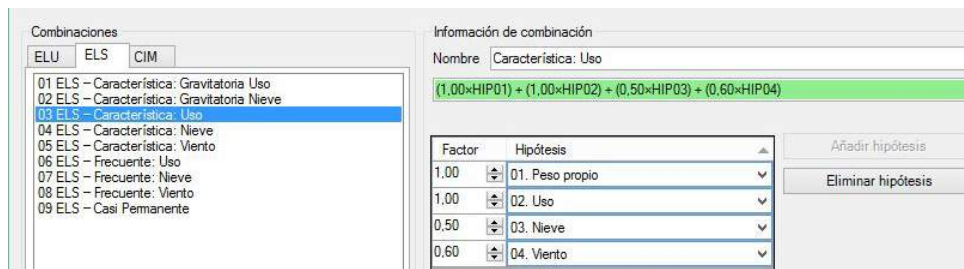 Combinaciones
ELU ELS CIM
01 ELS – Característica: Gravitatoria Uso
02 ELS – Característica: Gravitatoria Nieve
03 ELS – Característica: Uso
04 ELS – Característica: Nieve
05 ELS – Característica: Viento
06 ELS – Frecuente: Uso
07 ELS – Frecuente: Nieve
08 ELS – Frecuente: Viento
09 ELS – Casi Permanente
Información de combinación
Nombre Característica: Uso
(1,00×HIP01) + (1,00×HIP02) + (0,50×HIP03) + (0,60×HIP04)
Factor Hipótesis
1,00 01. Peso propio
1,00 02. Uso
0,50 03. Nieve
0,60 04. Viento
Añadir hipótesis
Eliminar hipótesis